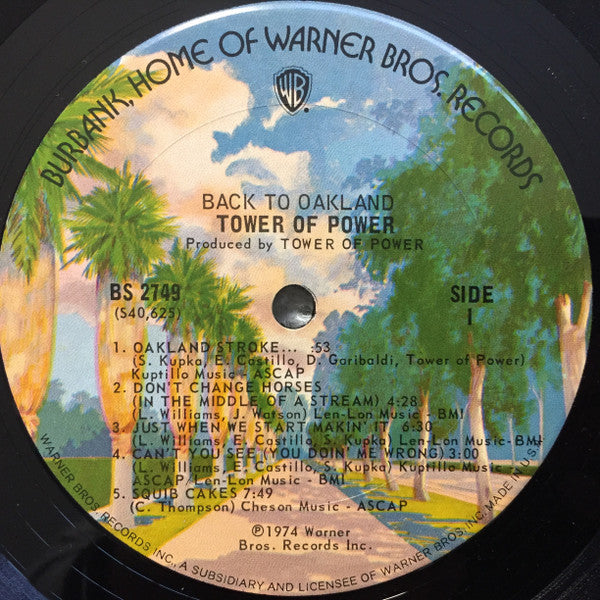 BURBANK, HOME OF WARNER BROS. RECORDS
WB
BACK TO OAKLAND
TOWER OF POWER
Produced by TOWER OF POWER
BS 2749
(S40,625)
SIDE
1
1. OAKLAND STROKE... :53
(S. Kupka, E. Castillo, D. Garibaldi, Tower of Power)
Kuptillo Music - ASCAP
2. DON'T CHANGE HORSES
(IN THE MIDDLE OF A STREAM) 4:28
(L. Williams, J. Watson) Len-Lon Music - BMI
3. JUST WHEN WE START MAKIN' IT 6:30
(L. Williams, E. Castillo, S. Kupka) Len-Lon Music-BMI
4. CAN'T YOU SEE (YOU DOIN' ME WRONG) 3:00
(L. Williams, E. Castillo, S. Kupka) Kuptillo Music -
ASCAP/Len-Lon Music - BMI
5. SQUIB CAKES 7:49
(C. Thompson) Cheson Music - ASCAP
℗1974 Warner
Bros. Records Inc.
WARNER BROS. RECORDS INC., A SUBSIDIARY AND LICENSEE OF WARNER BROS. INC. MADE IN U.S.A.